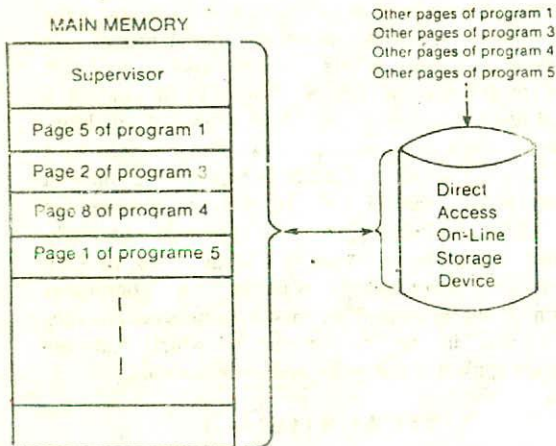 MAIN MEMORY
Supervisor
Page 5 of program 1
Page 2 of program 3
Page 8 of program 4
Page 1 of programe 5
Other pages of program 1
Other pages of program 3
Other pages of program 4
Other pages of program 5
Direct
Access
On-Line
Storage
Device